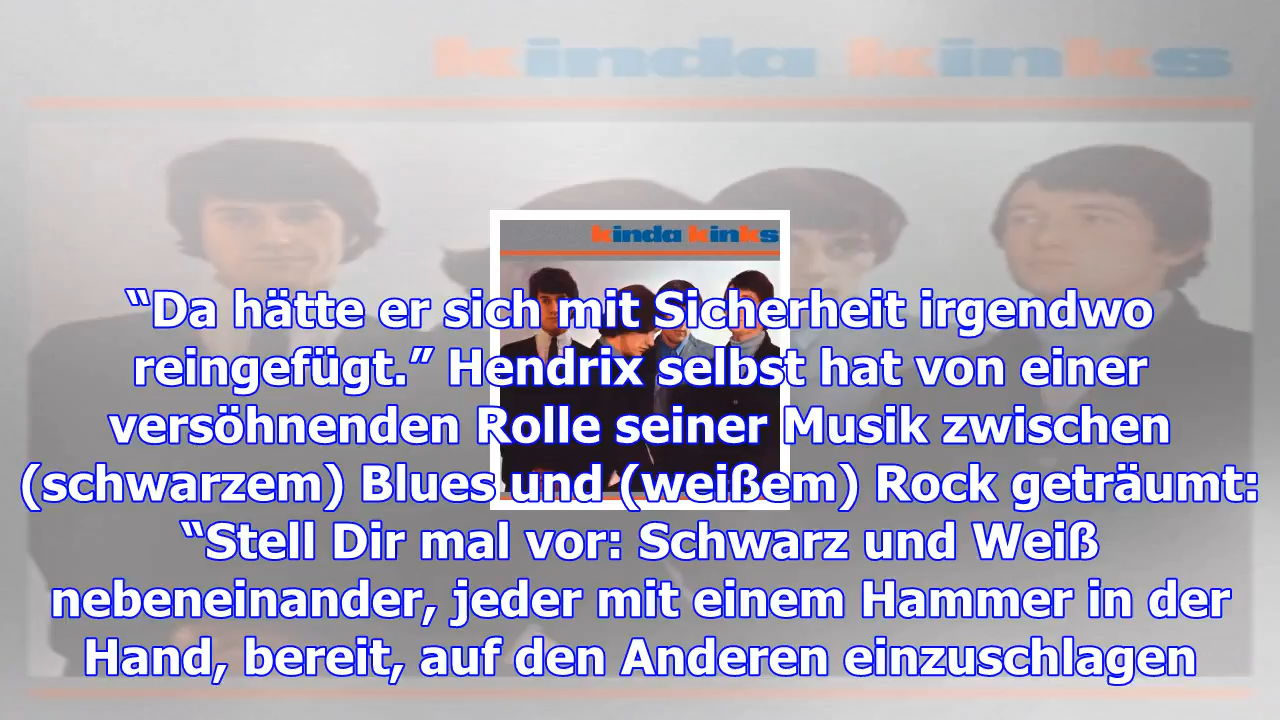 kinda kinks
kinda kinks
“Da hätte er sich mit Sicherheit irgendwo
reingefügt.” Hendrix selbst hat von einer
versöhnenden Rolle seiner Musik zwischen
(schwarzem) Blues und (weißem) Rock geträumt:
“Stell Dir mal vor: Schwarz und Weiß
nebeneinander, jeder mit einem Hammer in der
Hand, bereit, auf den Anderen einzuschlagen